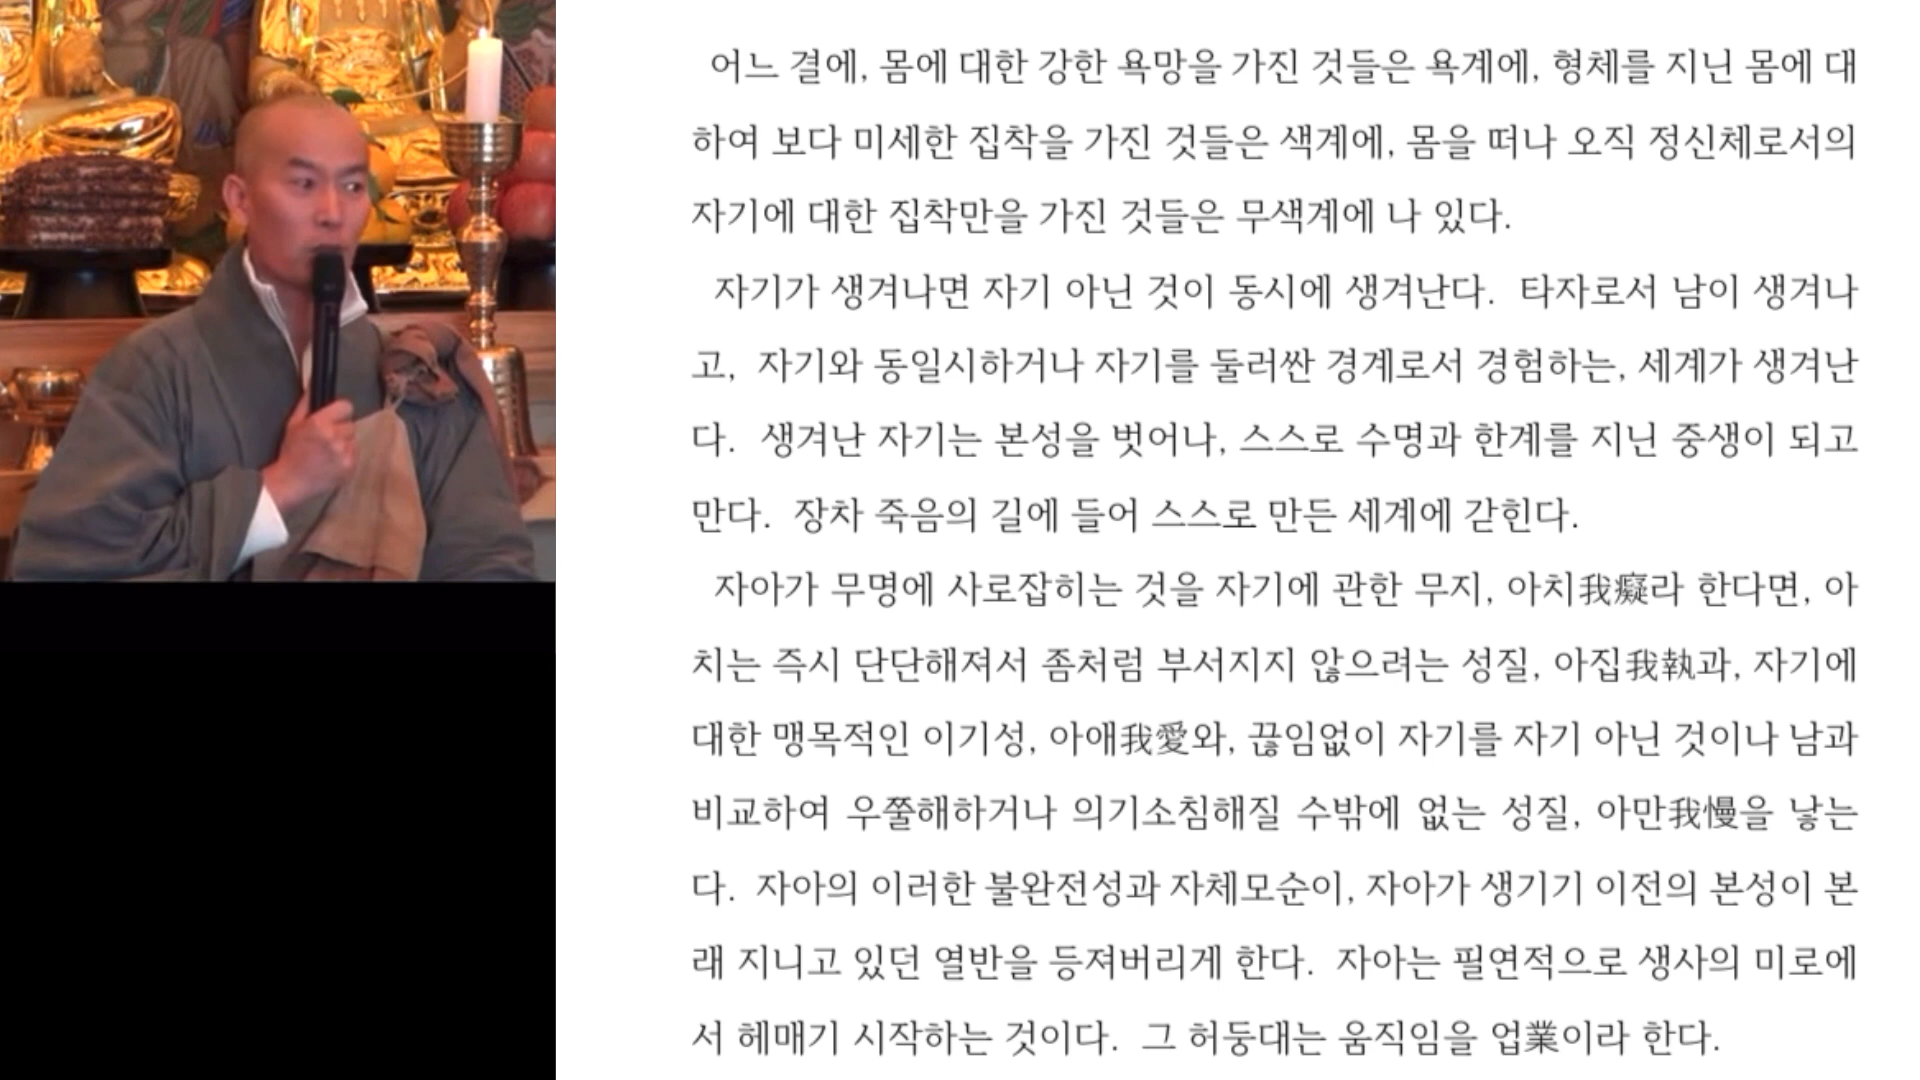 어느 결에, 몸에 대한 강한 욕망을 가진 것들은 욕계에, 형체를 지닌 몸에 대
하여 보다 미세한 집착을 가진 것들은 색계에, 몸을 떠나 오직 정신체로서의
자기에 대한 집착만을 가진 것들은 무색계에 나 있다.
자기가 생겨나면 자기 아닌 것이 동시에 생겨난다. 타자로서 남이 생겨나
고, 자기와 동일시하거나 자기를 둘러싼 경계로서 경험하는, 세계가 생겨난
다. 생겨난 자기는 본성을 벗어나, 스스로 수명과 한계를 지닌 중생이 되고
만다. 장차 죽음의 길에 들어 스스로 만든 세계에 갇힌다.
자아가 무명에 사로잡히는 것을 자기에 관한 무지, 아치我癡라 한다면, 아
치는 즉시 단단해져서 좀처럼 부서지지 않으려는 성질, 아집我執과, 자기에
대한 맹목적인 이기성, 아애我愛와, 끊임없이 자기를 자기 아닌 것이나 남과
비교하여 우쭐해하거나 의기소침해질 수밖에 없는 성질, 아만我慢을 낳는
다. 자아의 이러한 불완전성과 자체모순이, 자아가 생기기 이전의 본성이 본
래 지니고 있던 열반을 등져버리게 한다. 자아는 필연적으로 생사의 미로에
서 헤매기 시작하는 것이다. 그 허둥대는 움직임을 업業이라 한다.